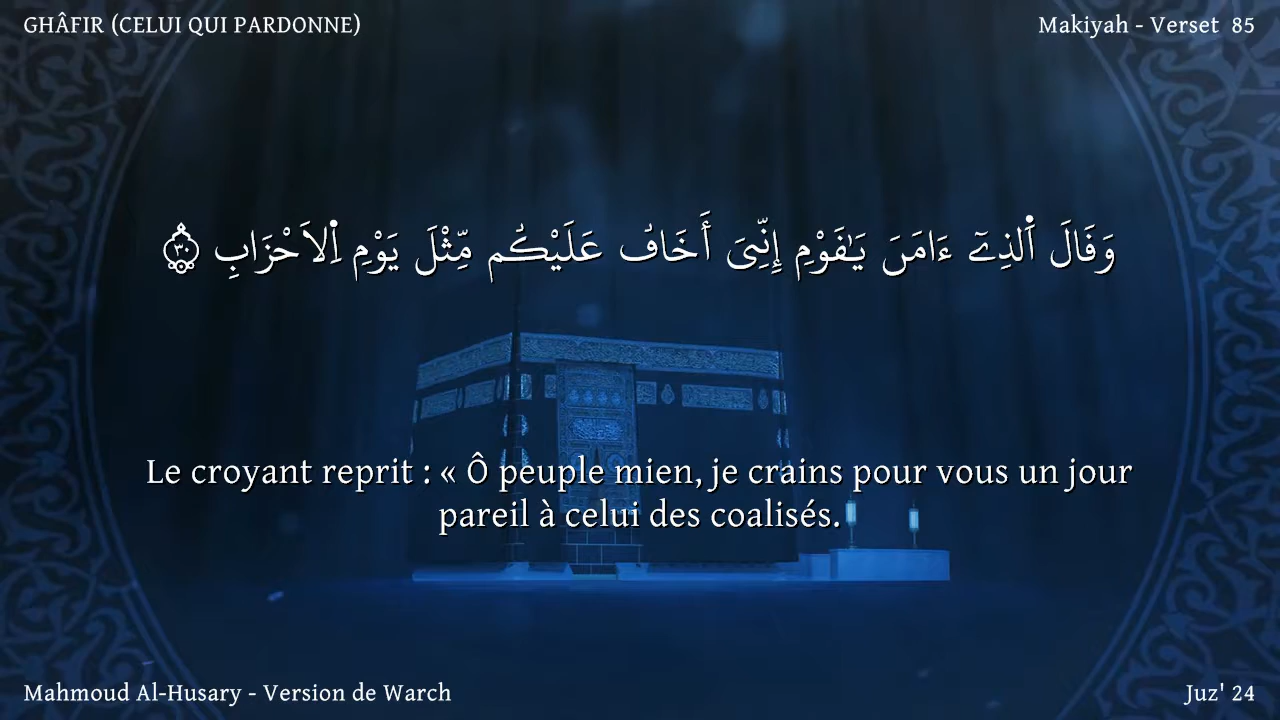 GHÂFIR (CELUI QUI PARDONNE)
Makiyah - Verset 85
وَقَالَ ٱلذِےٓ ءَامَنَ يَٰقَوْمِ إِنِّىَ أَخَافُ عَلَيْكُم مِّثْلَ يَوْمِ اِ۬لَاحْزَابِ ٣٠
Le croyant reprit : « Ô peuple mien, je crains pour vous un jour
pareil à celui des coalisés.
Mahmoud Al-Husary - Version de Warch
Juz' 24